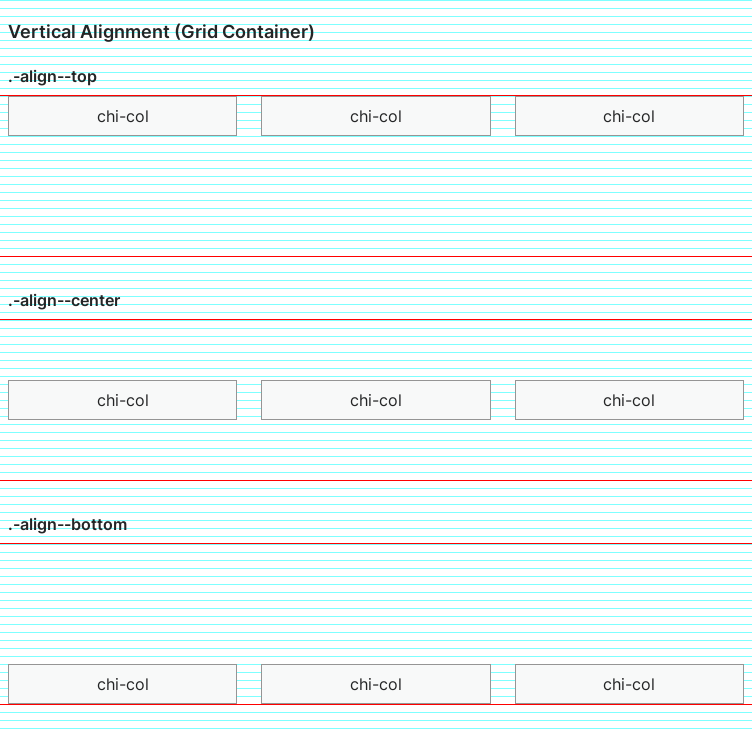 Vertical Alignment (Grid Container)
.-align--top
chi-col chi-col chi-col
.-align--center
chi-col chi-col chi-col
.-align--bottom
chi-col chi-col chi-col